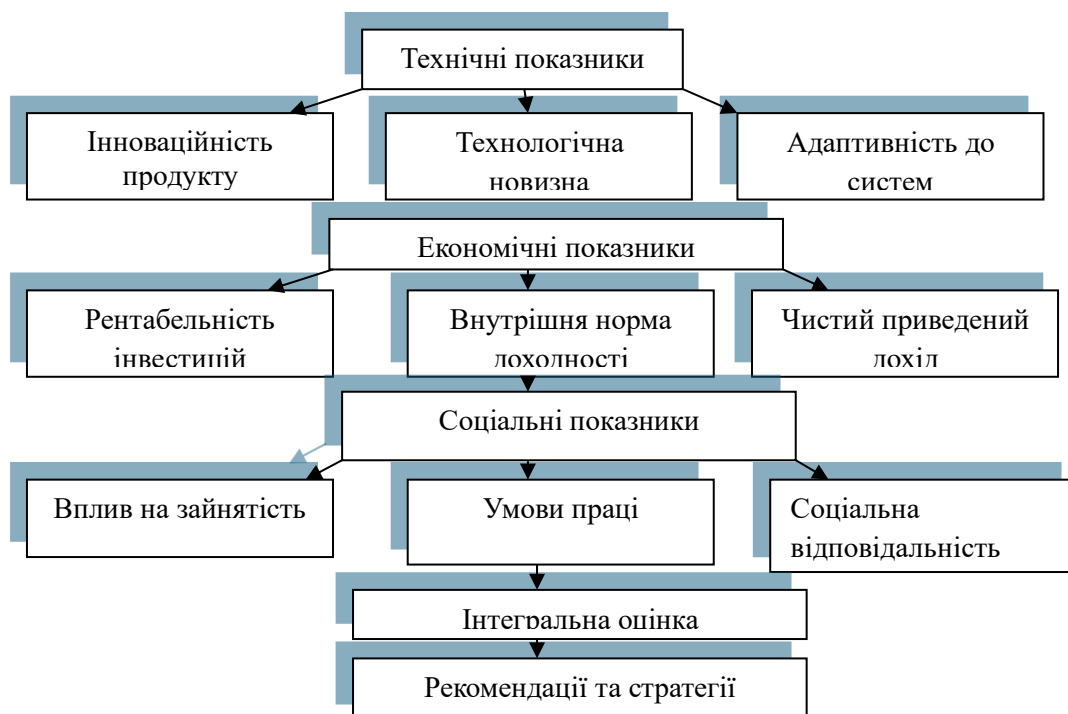 Технічні показники
Інноваційність
продукту
Технологічна
новизна
Адаптивність до
систем
Економічні показники
Рентабельність
інвестицій
Внутрішня норма
доходності
Чистий приведений
дохід
Соціальні показники
Вплив на зайнятість
Умови праці
Соціальна
відповідальність
Інтегральна оцінка
Рекомендації та стратегії